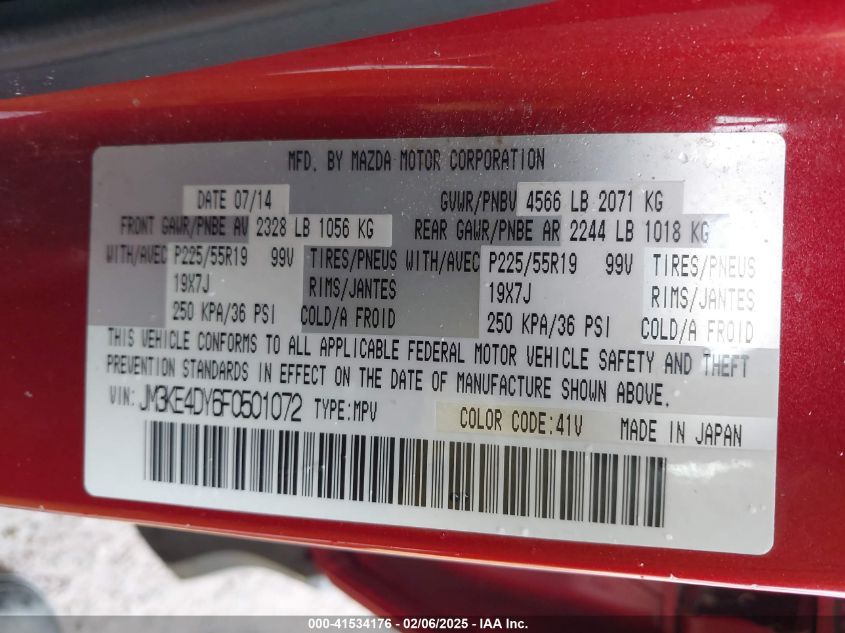 MFD. BY MAZDA MOTOR CORPORATION
DATE 07/14 GVWR/PNBV 4566 LB 2071 KG
FRONT GAWR/PNBE AV 2328 LB 1056 KG REAR GAWR/PNBE AR 2244 LB 1018 KG
WITH/AVEC P225/55R19 99V TIRES/PNEUS WITH/AVEC P225/55R19 99V TIRES/PNEUS
19X7J RIMS/JANTES 19X7J RIMS/JANTES
250 KPA/36 PSI COLD/A FROID 250 KPA/36 PSI COLD/A FROID
THIS VEHICLE CONFORMS TO ALL APPLICABLE FEDERAL MOTOR VEHICLE SAFETY AND THEFT
PREVENTION STANDARDS IN EFFECT ON THE DATE OF MANUFACTURE SHOWN ABOVE.
VIN: JM3KE4DY6F0501072 TYPE:MPV COLOR CODE:41V MADE IN JAPAN
000-41534176 - 02/06/2025 - IAA Inc.